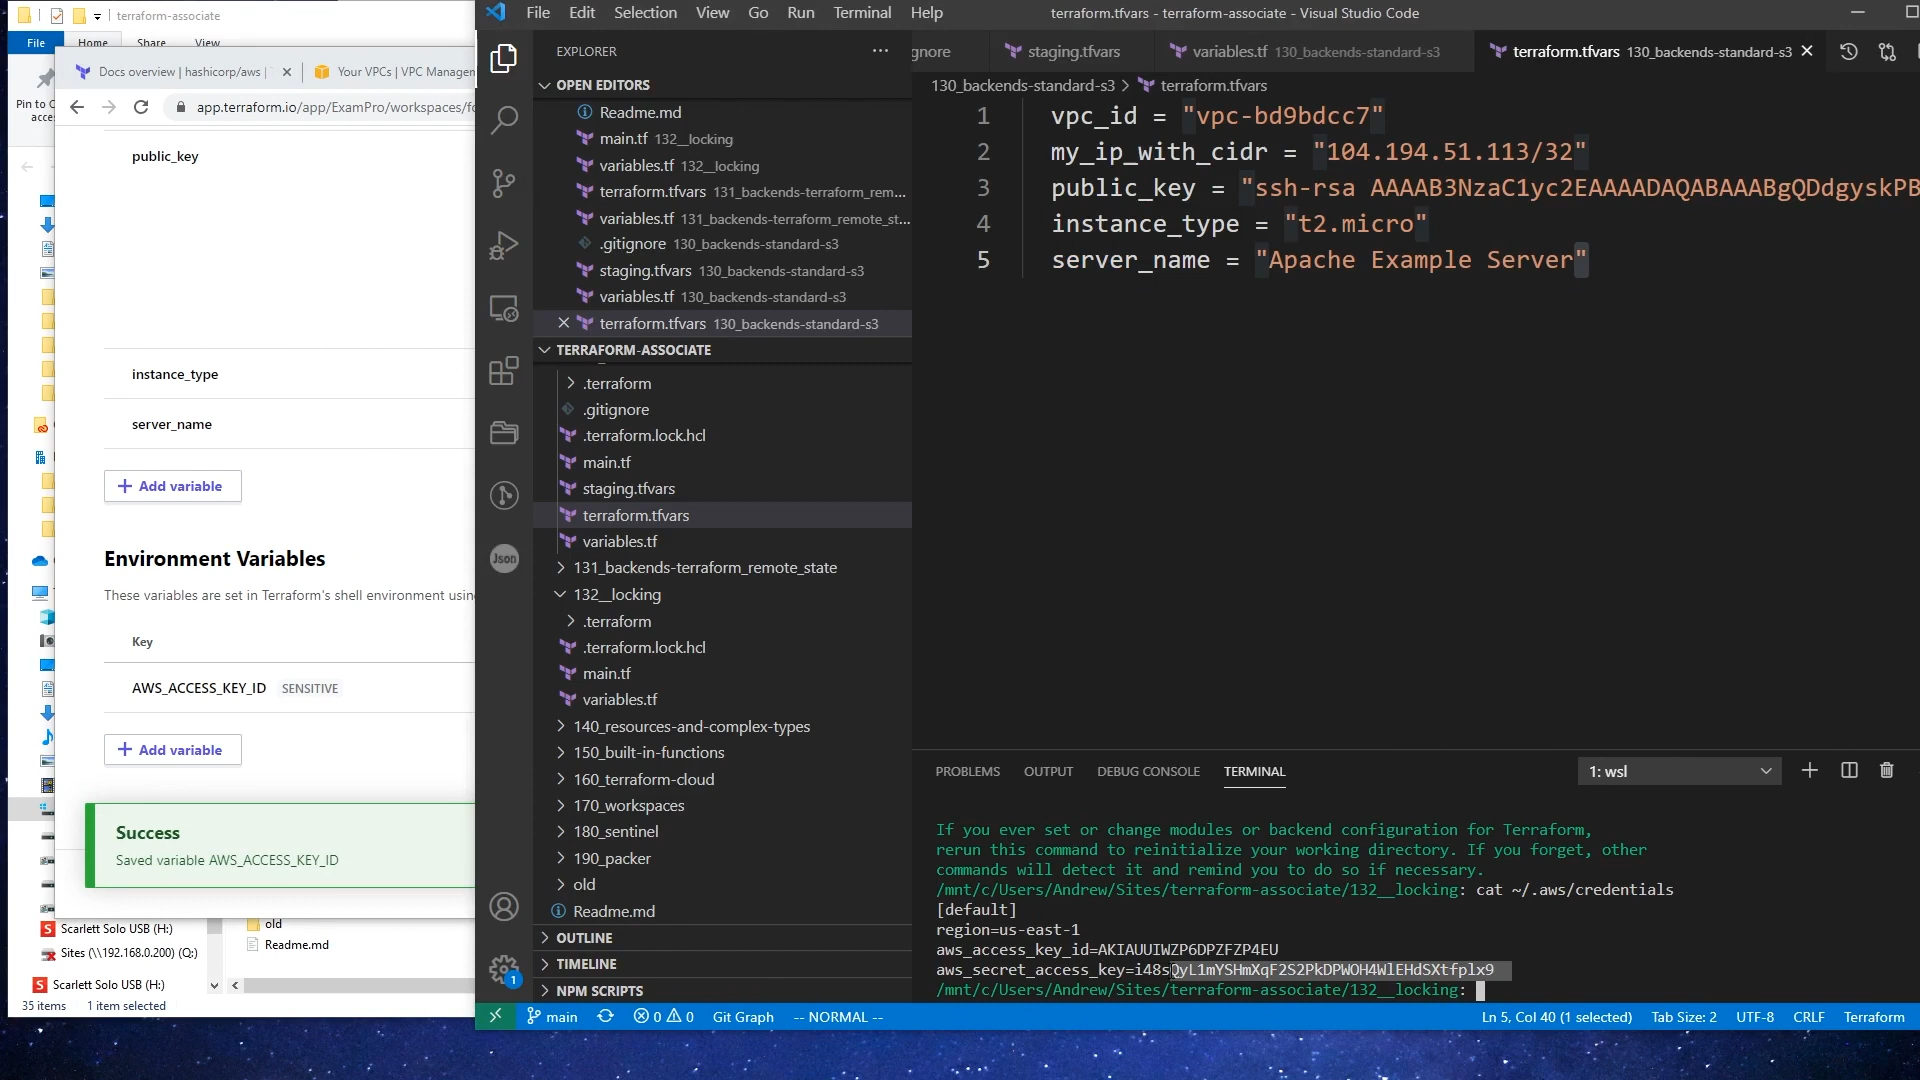 terraform-associate
File Home Share View
Pin to
acce
Docs overview | hashicorp/aws |
Your VPCs | VPC Managem
app.terraform.io/app/ExamPro/workspaces/fo
public_key
instance_type
server_name
+ Add variable
Environment Variables
These variables are set in Terraform's shell environment using
Key
AWS_ACCESS_KEY_ID SENSITIVE
+ Add variable
Success
Saved variable AWS_ACCESS_KEY_ID
Scarlett Solo USB (H:)
Sites (\\192.168.0.200) (Q:)
Scarlett Solo USB (H:)
old
Readme.md
35 items 1 item selected
File Edit Selection View Go Run Terminal Help
terraform.tfvars - terraform-associate - Visual Studio Code
EXPLORER
OPEN EDITORS
Readme.md
main.tf 132__locking
variables.tf 132__locking
terraform.tfvars 131_backends-terraform_rem...
variables.tf 131_backends-terraform_remote_st...
.gitignore 130_backends-standard-s3
staging.tfvars 130_backends-standard-s3
variables.tf 130_backends-standard-s3
terraform.tfvars 130_backends-standard-s3
TERRAFORM-ASSOCIATE
.terraform
.gitignore
.terraform.lock.hcl
main.tf
staging.tfvars
terraform.tfvars
variables.tf
131_backends-terraform_remote_state
132__locking
.terraform
.terraform.lock.hcl
main.tf
variables.tf
140_resources-and-complex-types
150_built-in-functions
160_terraform-cloud
170_workspaces
180_sentinel
190_packer
old
Readme.md
OUTLINE
TIMELINE
NPM SCRIPTS
Json
1
gnore
staging.tfvars
variables.tf 130_backends-standard-s3
terraform.tfvars 130_backends-standard-s3
130_backends-standard-s3 > terraform.tfvars
1 vpc_id = "vpc-bd9bdcc7"
2 my_ip_with_cidr = "104.194.51.113/32"
3 public_key = "ssh-rsa AAAAB3NzaC1yc2EAAAADAQABAAABgQDdgyskPB
4 instance_type = "t2.micro"
5 server_name = "Apache Example Server"
PROBLEMS OUTPUT DEBUG CONSOLE TERMINAL
1: wsl
If you ever set or change modules or backend configuration for Terraform,
rerun this command to reinitialize your working directory. If you forget, other
commands will detect it and remind you to do so if necessary.
/mnt/c/Users/Andrew/Sites/terraform-associate/132__locking: cat ~/.aws/credentials
[default]
region=us-east-1
aws_access_key_id=AKIAUUIWZP6DPZFZP4EU
aws_secret_access_key=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
/mnt/c/Users/Andrew/Sites/terraform-associate/132__locking:
main 0 0 Git Graph -- NORMAL --
Ln 5, Col 40 (1 selected) Tab Size: 2 UTF-8 CRLF Terraform